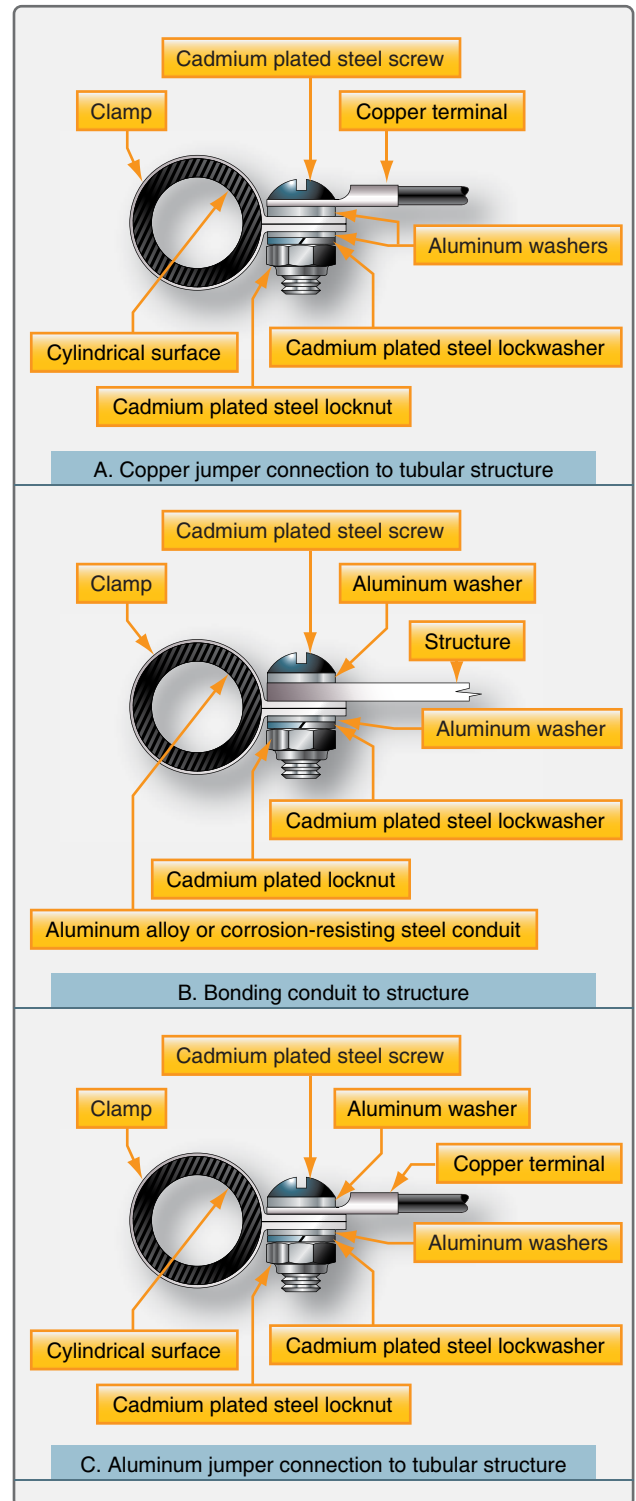 Cadmium plated steel screw
Clamp
Copper terminal
Aluminum washers
Cylindrical surface
Cadmium plated steel lockwasher
Cadmium plated steel locknut
A. Copper jumper connection to tubular structure
Cadmium plated steel screw
Clamp
Aluminum washer
Structure
Aluminum washer
Cadmium plated steel lockwasher
Cadmium plated locknut
Aluminum alloy or corrosion-resisting steel conduit
B. Bonding conduit to structure
Cadmium plated steel screw
Clamp
Aluminum washer
Copper terminal
Aluminum washers
Cylindrical surface
Cadmium plated steel lockwasher
Cadmium plated steel locknut
C. Aluminum jumper connection to tubular structure